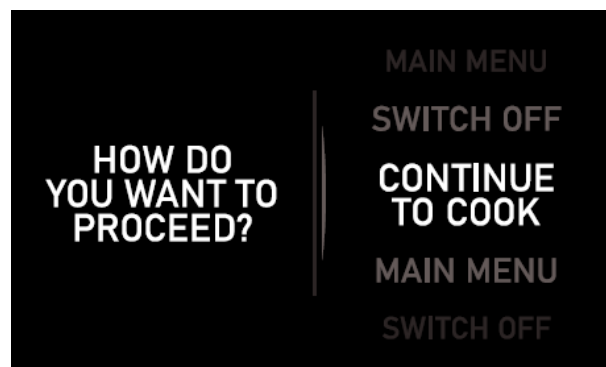 HOW DO
YOU WANT TO
PROCEED?
MAIN MENU
SWITCH OFF
CONTINUE
TO COOK
MAIN MENU
SWITCH OFF